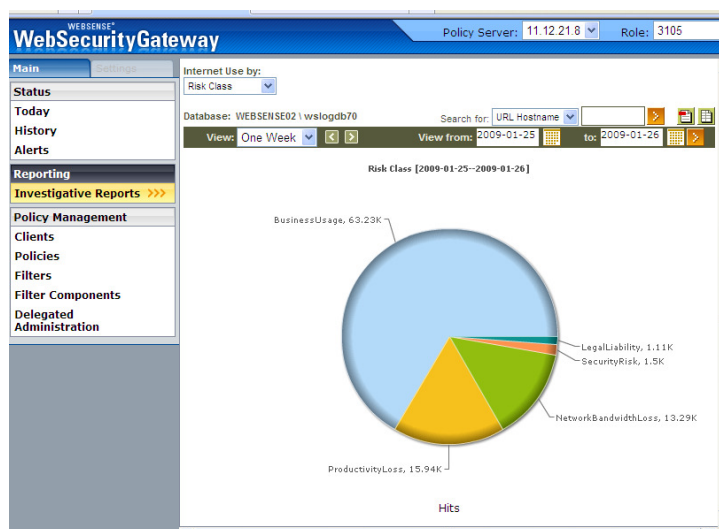 WEBSENSE®
WebSecurityGateway
Policy Server: 11.12.21.8 Role: 3105
Main Settings
Internet Use by:
Risk Class
Status
Today
History
Alerts
Database: WEBSENSE02 \ wslogdb70 Search for: URL Hostname
View: One Week View from: 2009-01-25 to: 2009-01-26
Reporting
Investigative Reports >>>
Policy Management
Clients
Policies
Filters
Filter Components
Delegated
Administration
Risk Class [2009-01-25--2009-01-26]
BusinessUsage, 63.23K
LegalLiability, 1.11K
SecurityRisk, 1.5K
NetworkBandwidthLoss, 13.29K
ProductivityLoss, 15.94K
Hits